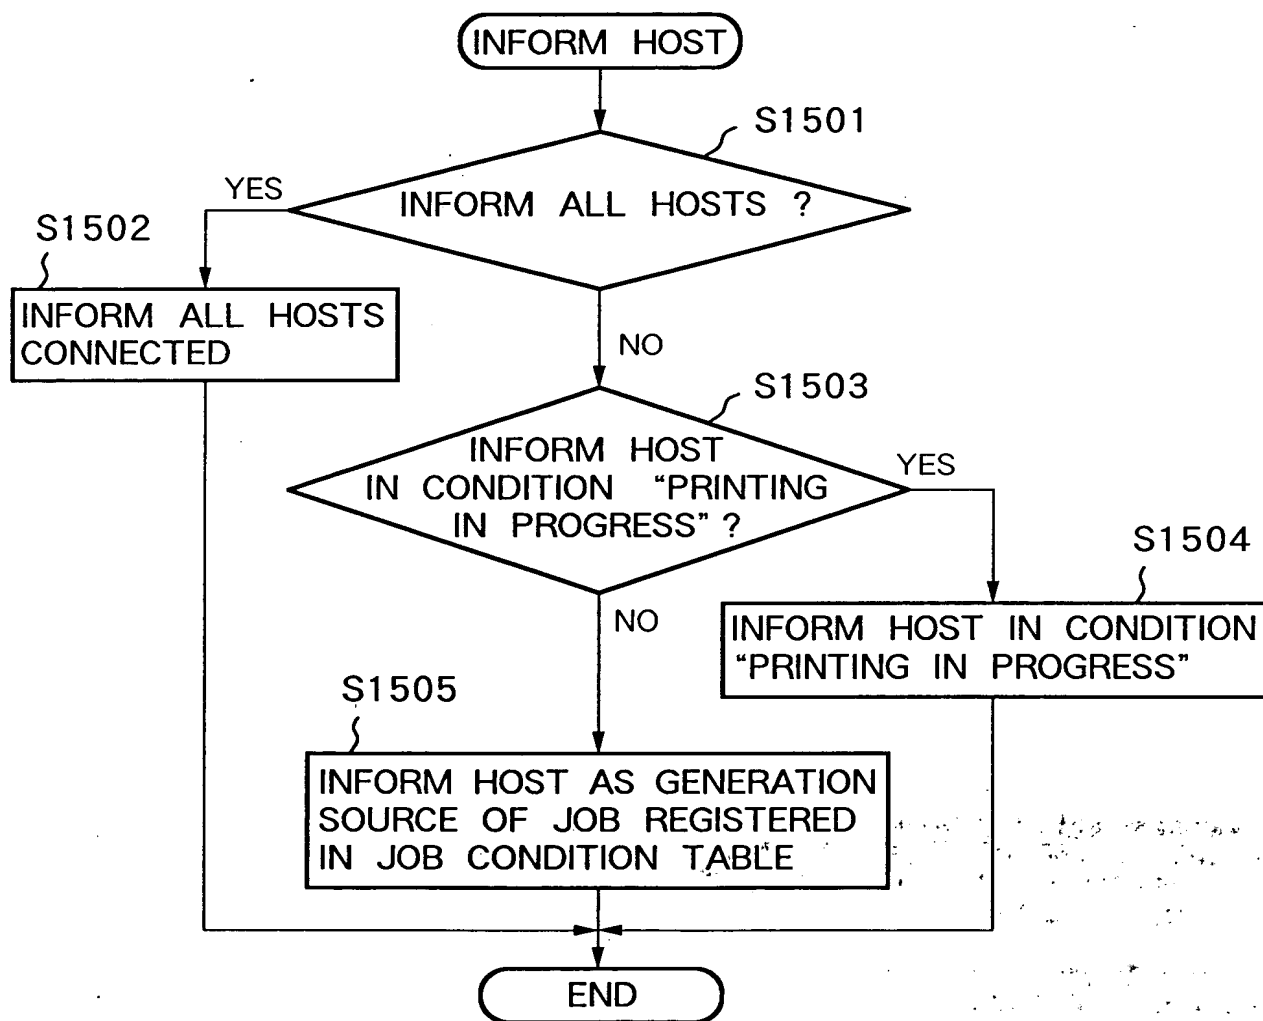 INFORM HOST
S1501
INFORM ALL HOSTS ?
YES
S1502
INFORM ALL HOSTS
CONNECTED
NO
S1503
INFORM HOST
IN CONDITION “PRINTING
IN PROGRESS” ?
YES
S1504
INFORM HOST IN CONDITION
“PRINTING IN PROGRESS”
NO
S1505
INFORM HOST AS GENERATION
SOURCE OF JOB REGISTERED
IN JOB CONDITION TABLE
END